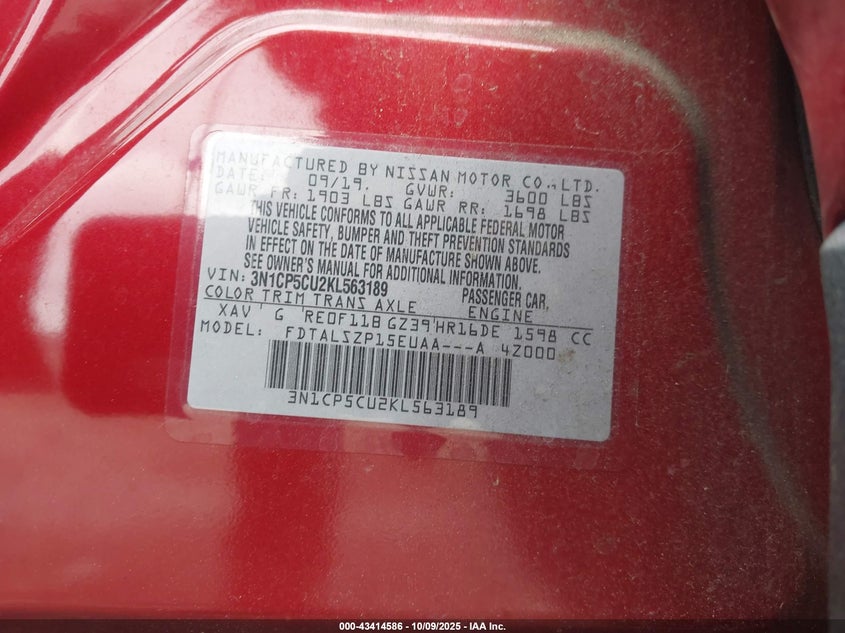 MANUFACTURED BY NISSAN MOTOR CO.,LTD.
DATE: 09/19. GVWR: 3600 LBS
GAWR FR: 1903 LBS GAWR RR: 1698 LBS
THIS VEHICLE CONFORMS TO ALL APPLICABLE FEDERAL MOTOR
VEHICLE SAFETY, BUMPER AND THEFT PREVENTION STANDARDS
IN EFFECT ON THE DATE OF MANUFACTURE SHOWN ABOVE.
SEE OWNER'S MANUAL FOR ADDITIONAL INFORMATION.
VIN: 3N1CP5CU2KL563189 PASSENGER CAR,
COLOR TRIM TRANS AXLE ENGINE
XAV G RE0F11B GZ39 HR16DE 1598 CC
MODEL: FDTALSZP15EUAA---A 4Z000
3N1CP5CU2KL563189
000-43414586 - 10/09/2025 - IAA Inc.